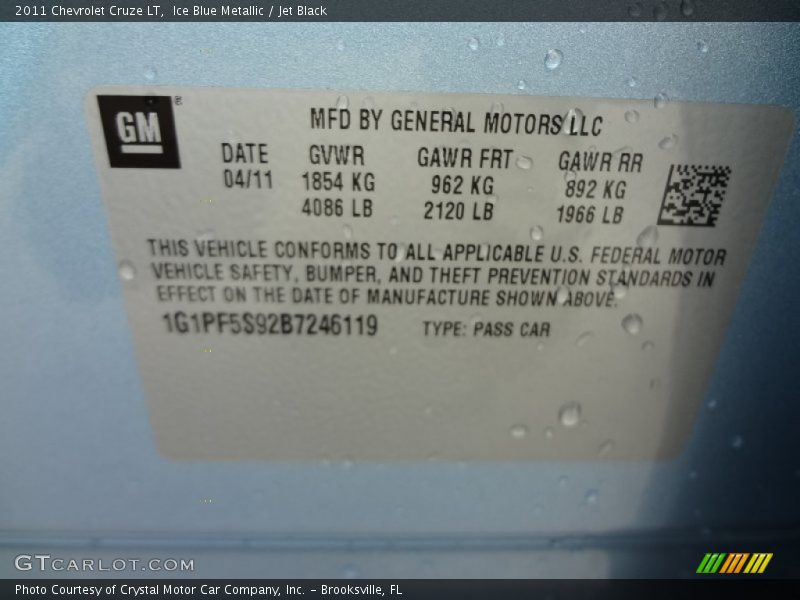 2011 Chevrolet Cruze LT, Ice Blue Metallic / Jet Black
GM ®
MFD BY GENERAL MOTORS LLC
DATE GVWR GAWR FRT GAWR RR
04/11 1854 KG 962 KG 892 KG
4086 LB 2120 LB 1966 LB
THIS VEHICLE CONFORMS TO ALL APPLICABLE U.S. FEDERAL MOTOR
VEHICLE SAFETY, BUMPER, AND THEFT PREVENTION STANDARDS IN
EFFECT ON THE DATE OF MANUFACTURE SHOWN ABOVE.
1G1PF5S92B7246119 TYPE: PASS CAR
GTCARLOT.COM
Photo Courtesy of Crystal Motor Car Company, Inc. – Brooksville, FL